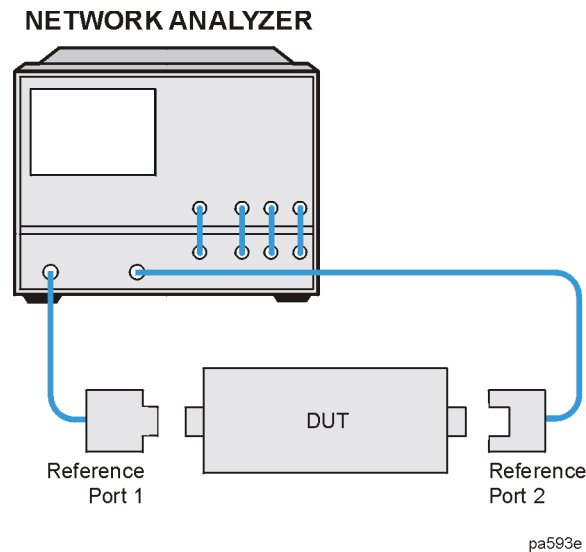 NETWORK ANALYZER
DUT
Reference
Port 1
Reference
Port 2
pa593e